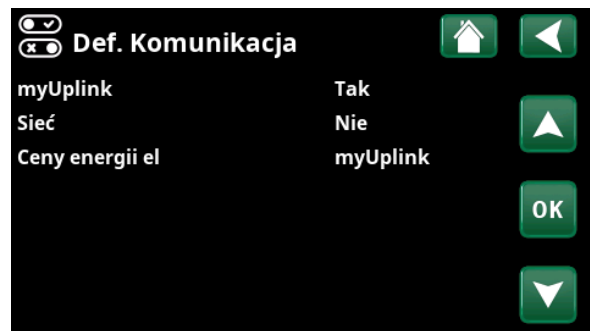 Def. Komunikacja
myUplink Tak
Sieć Nie
Ceny energii el myUplink
OK